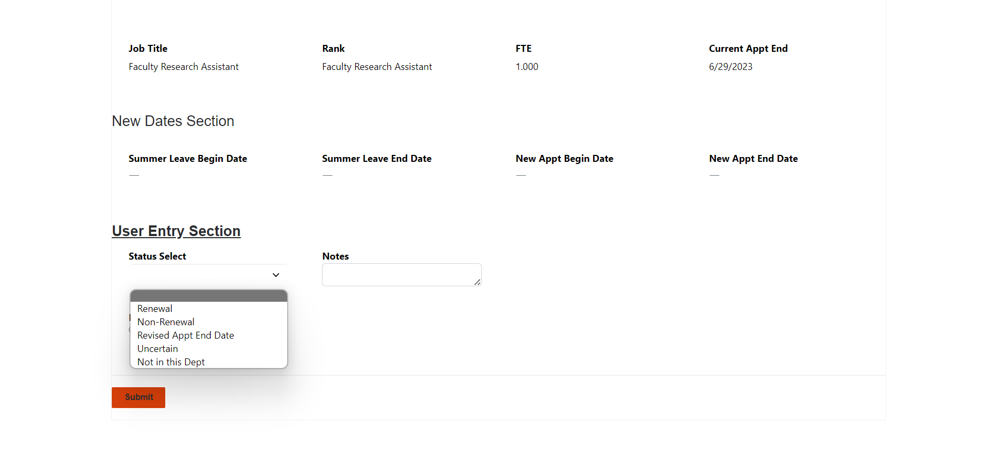 Job Title Rank FTE Current Appt End
Faculty Research Assistant Faculty Research Assistant 1.000 6/29/2023
New Dates Section
Summer Leave Begin Date Summer Leave End Date New Appt Begin Date New Appt End Date
— — — —
User Entry Section
Status Select Notes
Renewal
Non-Renewal
Revised Appt End Date
Uncertain
Not in this Dept
Submit